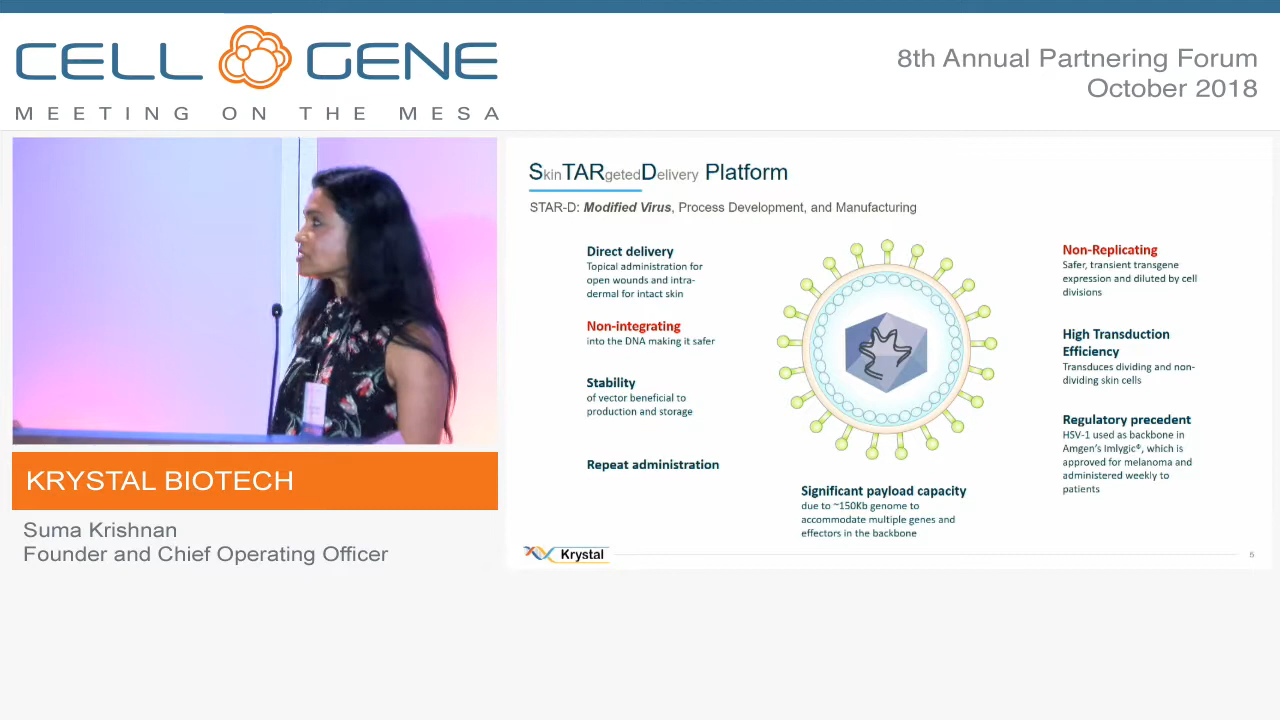 CELL GENE
MEETING ON THE MESA
8th Annual Partnering Forum
October 2018
SkinTARgetedDelivery Platform
STAR-D: Modified Virus, Process Development, and Manufacturing
Direct delivery
Topical administration for
open wounds and intra-
dermal for intact skin
Non-integrating
into the DNA making it safer
Stability
of vector beneficial to
production and storage
Repeat administration
Significant payload capacity
due to ~150Kb genome to
accommodate multiple genes and
effectors in the backbone
Non-Replicating
Safer, transient transgene
expression and diluted by cell
divisions
High Transduction
Efficiency
Transduces dividing and non-
dividing skin cells
Regulatory precedent
HSV-1 used as backbone in
Amgen's Imlygic®, which is
approved for melanoma and
administered weekly to
patients
Krystal
5
KRYSTAL BIOTECH
Suma Krishnan
Founder and Chief Operating Officer